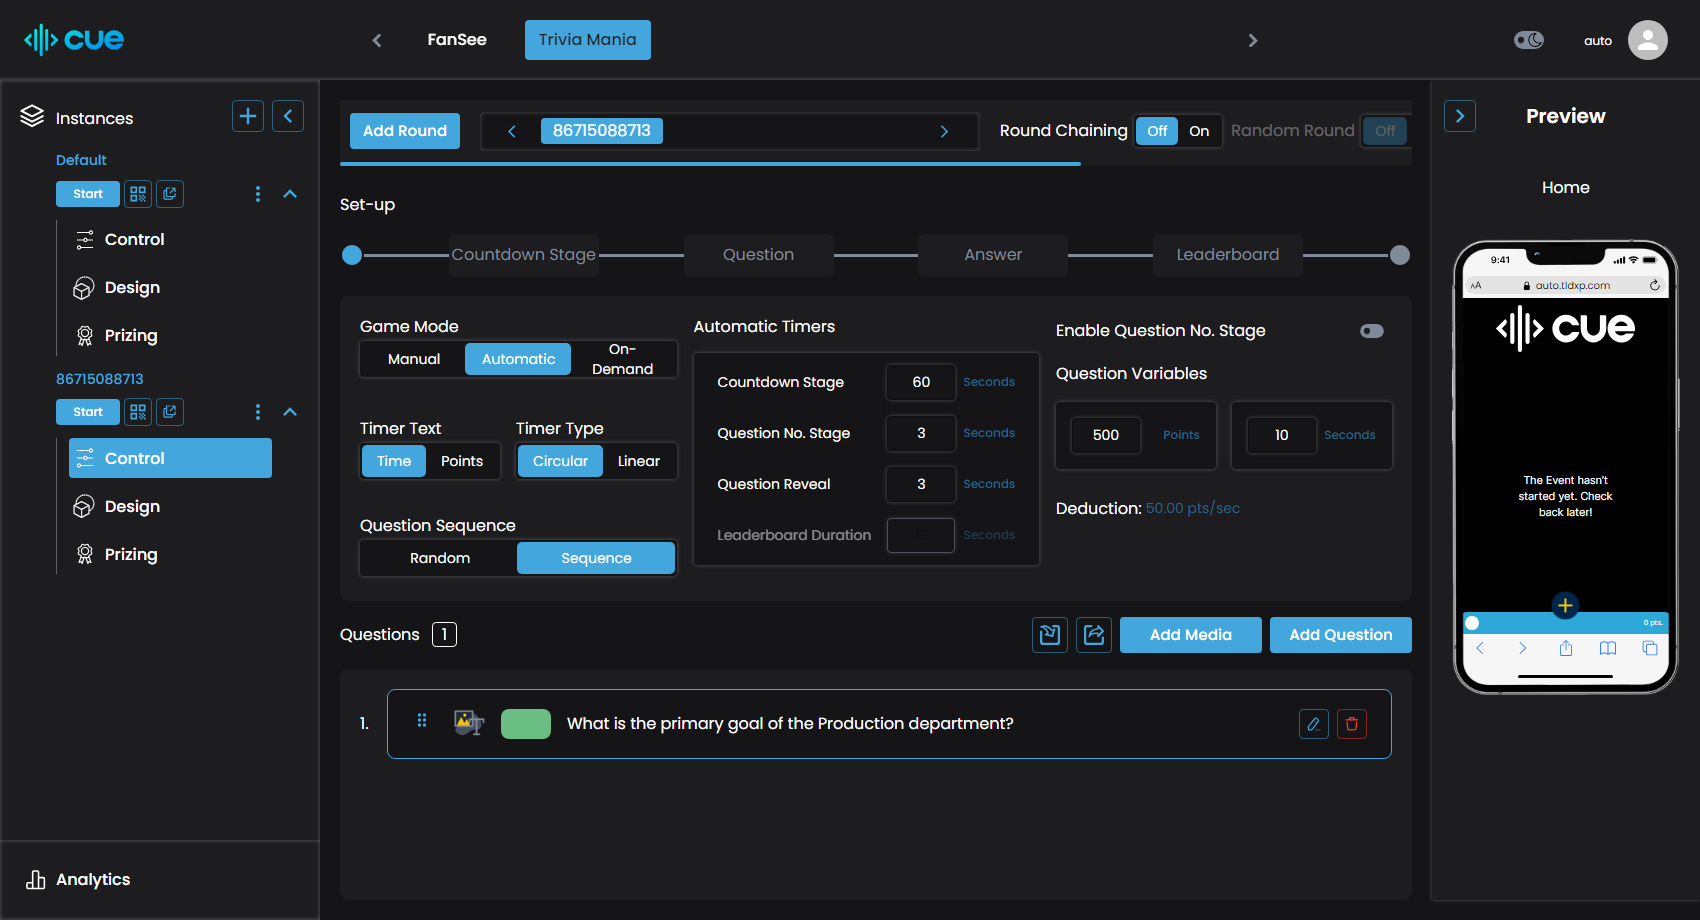 cue
FanSee
Trivia Mania
auto
Instances
Default
Start
Control
Design
Prizing
86715088713
Start
Control
Design
Prizing
Analytics
Add Round
86715088713
Round Chaining
Off
On
Random Round
Off
Set-up
Countdown Stage
Question
Answer
Leaderboard
Game Mode
Manual
Automatic
On-
Demand
Timer Text
Time
Points
Timer Type
Circular
Linear
Question Sequence
Random
Sequence
Automatic Timers
Countdown Stage
60
Seconds
Question No. Stage
3
Seconds
Question Reveal
3
Seconds
Leaderboard Duration
Seconds
Enable Question No. Stage
Question Variables
500
Points
10
Seconds
Deduction: 50.00 pts/sec
Questions
1
Add Media
Add Question
1.
What is the primary goal of the Production department?
Preview
Home
9:41
AA
auto.tldxp.com
cue
The Event hasn't
started yet. Check
back later!
0 pts.